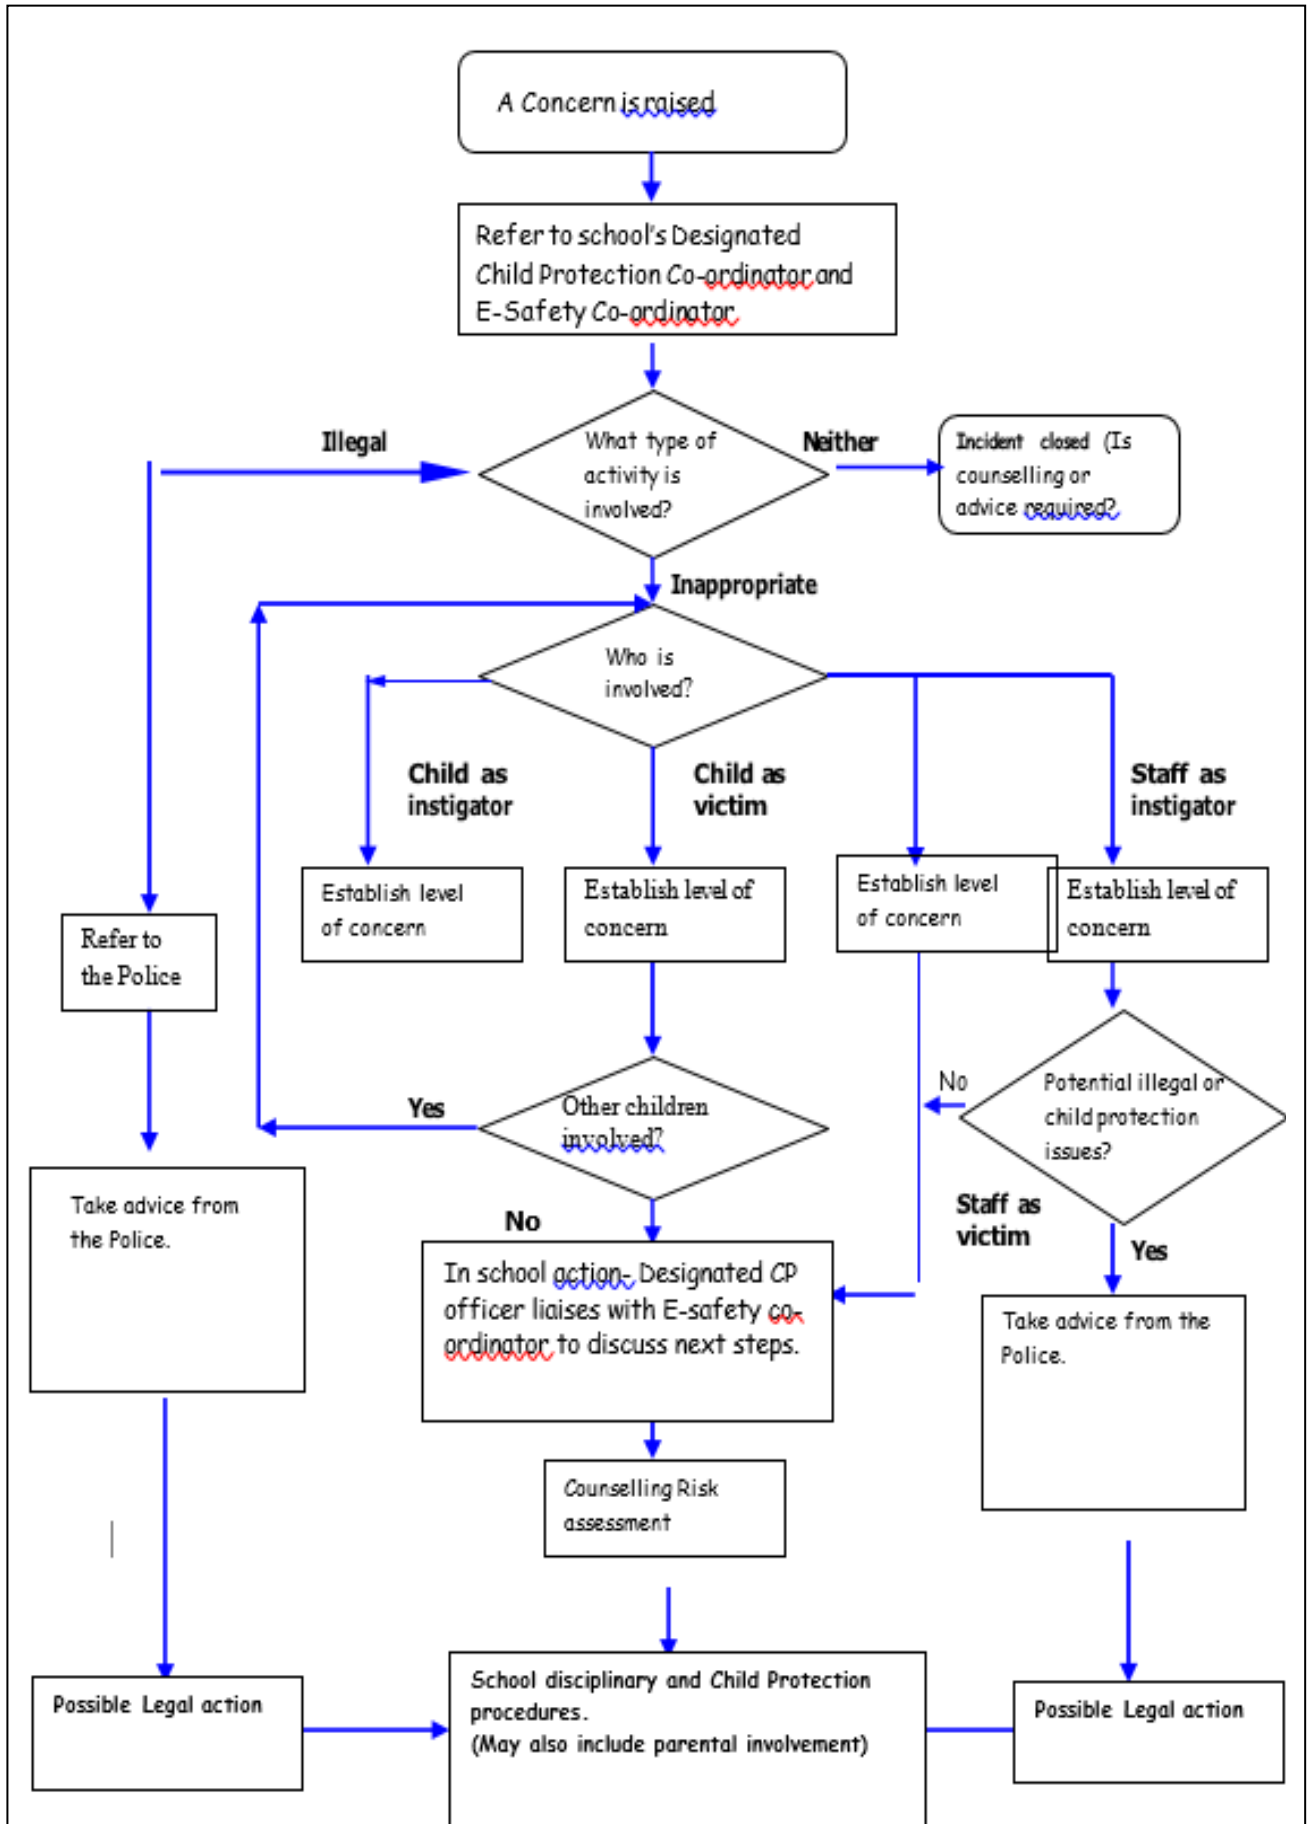 A Concern is raised
Refer to school's Designated
Child Protection Co-ordinator and
E-Safety Co-ordinator
Illegal
What type of
activity is
involved?
Neither
Incident closed (Is
counselling or
advice required?
Inappropriate
Who is
involved?
Child as
instigator
Child as
victim
Staff as
instigator
Establish level
of concern
Establish level of
concern
Establish level
of concern
Establish level of
concern
Refer to
the Police
Yes
Other children
involved?
No
Potential illegal or
child protection
issues?
Take advice from
the Police.
No
Staff as
victim
Yes
In school action- Designated CP
officer liaises with E-safety co-
ordinator to discuss next steps.
Take advice from the
Police.
Counselling Risk
assessment
Possible Legal action
School disciplinary and Child Protection
procedures.
(May also include parental involvement)
Possible Legal action